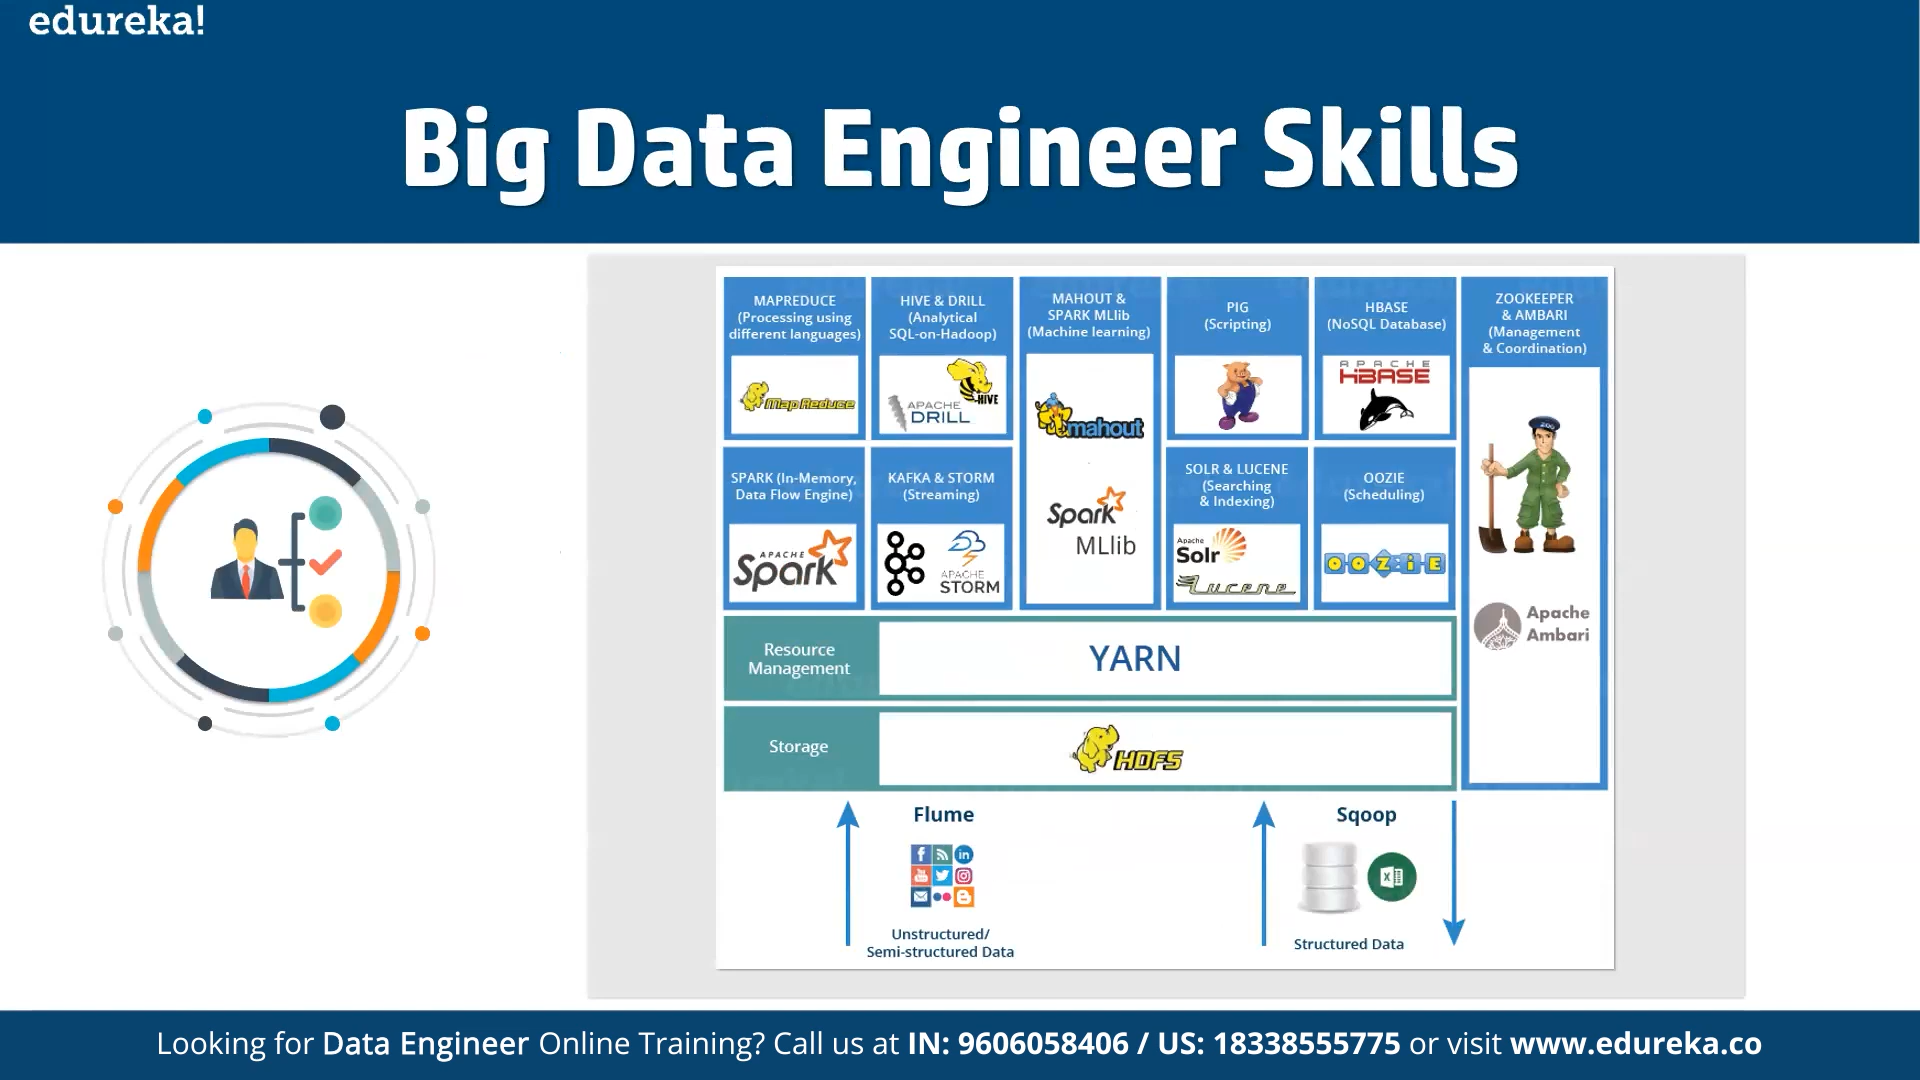 edureka!
Big Data Engineer Skills
MAPREDUCE
(Processing using
different languages)
Map Reduce
HIVE & DRILL
(Analytical
SQL-on-Hadoop)
HIVE
APACHE
DRILL
MAHOUT &
SPARK MLlib
(Machine learning)
mahout
Spark
MLlib
PIG
(Scripting)
HBASE
(NoSQL Database)
APACHE
HBASE
ZOOKEEPER
& AMBARI
(Management
& Coordination)
ZOO
Apache
Ambari
SPARK (In-Memory,
Data Flow Engine)
APACHE
Spark
KAFKA & STORM
(Streaming)
APACHE
STORM
SOLR & LUCENE
(Searching
& Indexing)
Apache
Solr
Lucene
OOZIE
(Scheduling)
OOZIE
Resource
Management
YARN
Storage
HDFS
Flume
Unstructured/
Semi-structured Data
Sqoop
Structured Data
Looking for Data Engineer Online Training? Call us at IN: 9606058406 / US: 18338555775 or visit www.edureka.co